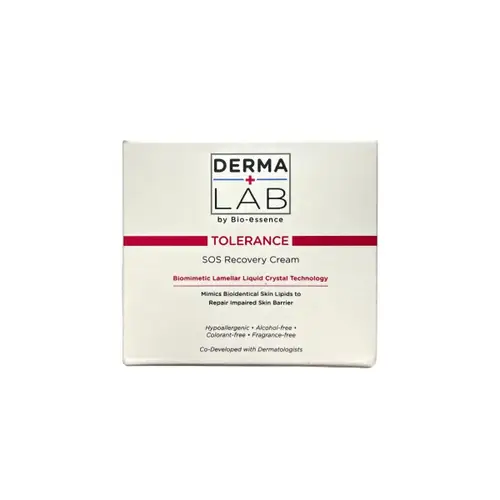 DERMA
LAB
by Bio-essence
TOLERANCE
SOS Recovery Cream
Biomimetic Lamellar Liquid Crystal Technology
Mimics Bioidentical Skin Lipids to
Repair Impaired Skin Barrier
Hypoallergenic • Alcohol-free •
Colorant-free • Fragrance-free
Co-Developed with Dermatologists